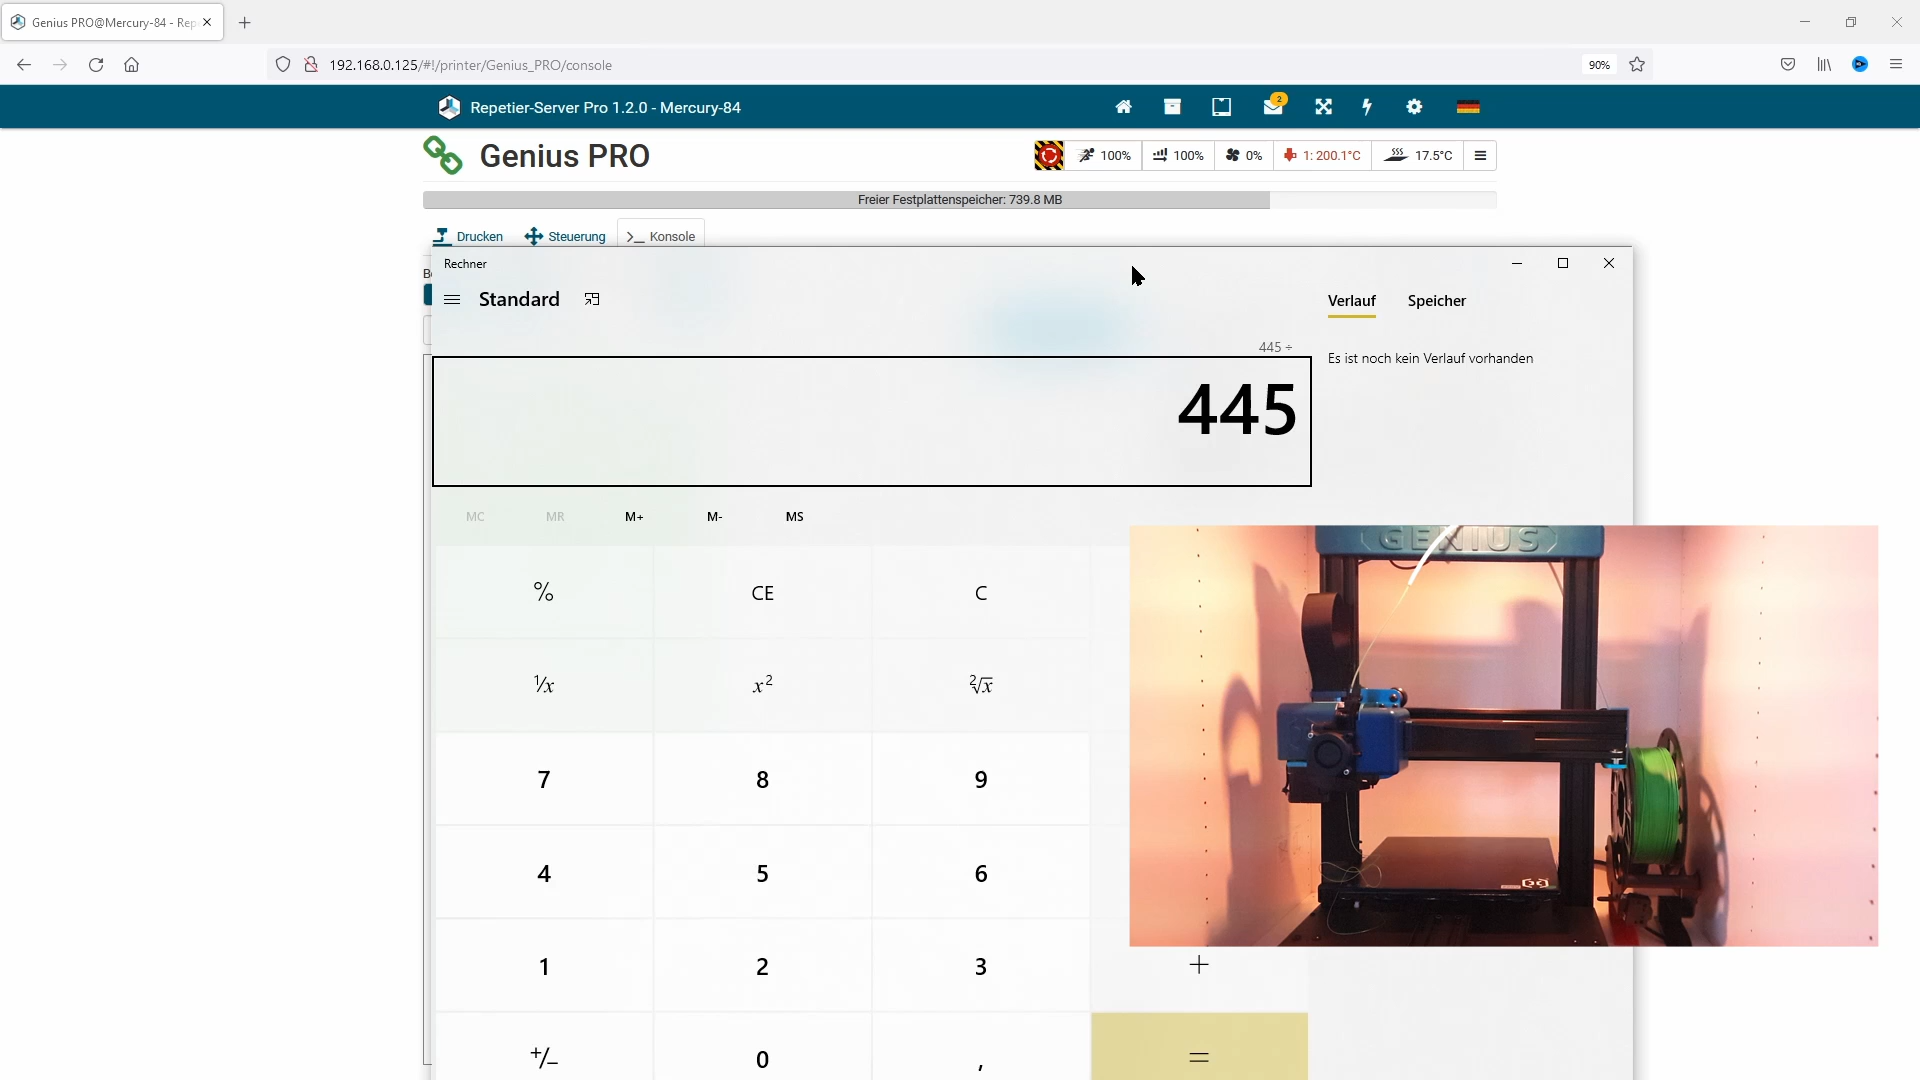 Genius PRO@Mercury-84 - Rep
192.168.0.125/#!/printer/Genius_PRO/console
90%
Repetier-Server Pro 1.2.0 - Mercury-84
2
Genius PRO
100%
100%
0%
1: 200.1°C
17.5°C
Freier Festplattenspeicher: 739.8 MB
Drucken
Steuerung
>_ Konsole
Rechner
Standard
Verlauf
Speicher
445 ÷
Es ist noch kein Verlauf vorhanden
445
MC
MR
M+
M-
MS
%
CE
C
¹/x
x²
²√x
7
8
9
4
5
6
1
2
3
+
+/−
0
,
=
GENIUS